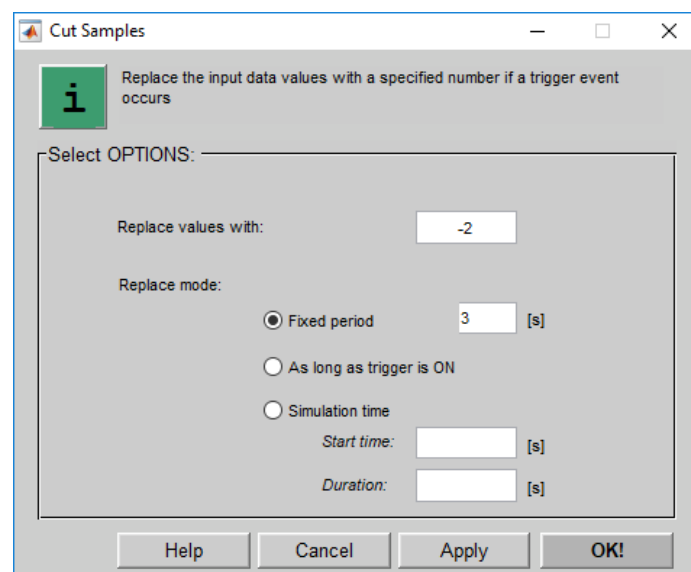 Cut Samples
i
Replace the input data values with a specified number if a trigger event
occurs
Select OPTIONS:
Replace values with: -2
Replace mode:
Fixed period 3 [s]
As long as trigger is ON
Simulation time
Start time: [s]
Duration: [s]
Help Cancel Apply OK!